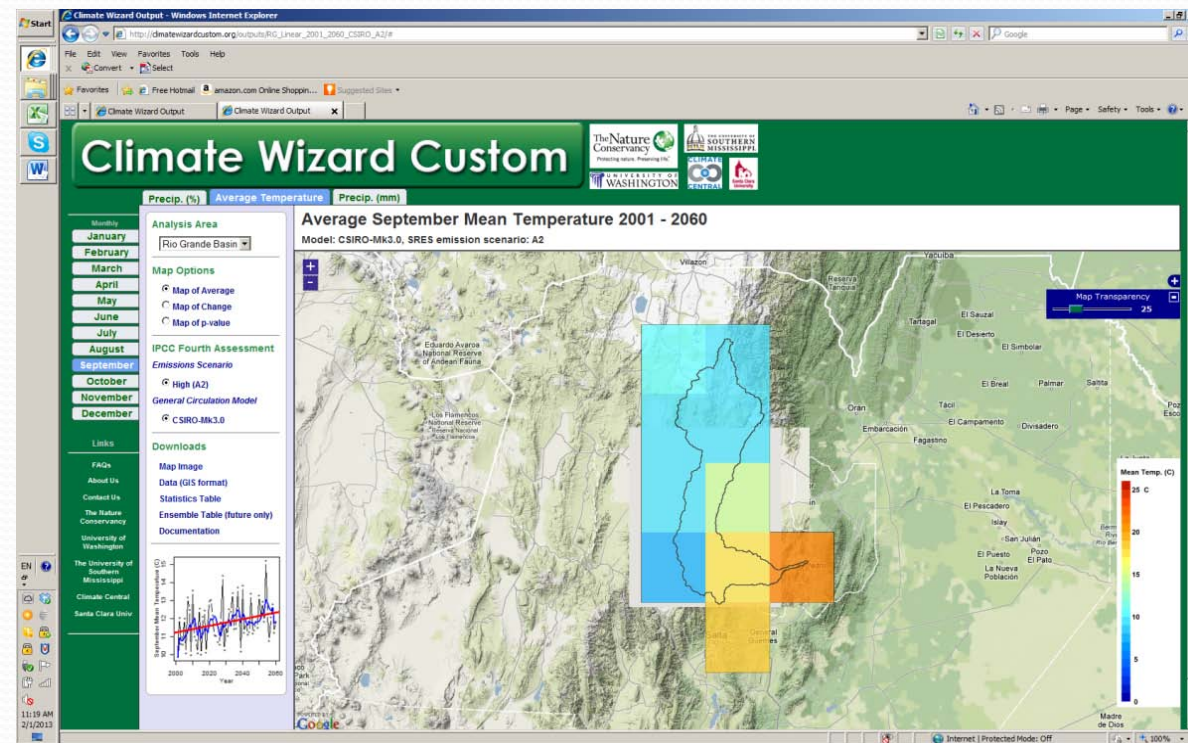 Start
Climate Wizard Output - Windows Internet Explorer
http://climatewizardcustom.org/outputs/RG_Linear_2001_2060_CSIRO_A2/#
Google
File Edit View Favorites Tools Help
x Convert Select
Favorites Free Hotmail amazon.com Online Shoppin... Suggested Sites
Climate Wizard Output
Climate Wizard Output x
Page Safety Tools
Climate Wizard Custom
The Nature Conservancy
Protecting nature. Preserving life.
THE UNIVERSITY OF
SOUTHERN
MISSISSIPPI
UNIVERSITY OF
WASHINGTON
CLIMATE
CENTRAL
Santa Clara
University
Precip. (%) Average Temperature Precip. (mm)
Monthly
January
February
March
April
May
June
July
August
September
October
November
December
Links
FAQs
About Us
Contact Us
The Nature
Conservancy
University of
Washington
The University of
Southern
Mississippi
Climate Central
Santa Clara Univ
Analysis Area
Rio Grande Basin
Map Options
Map of Average
Map of Change
Map of p-value
IPCC Fourth Assessment
Emissions Scenario
High (A2)
General Circulation Model
CSIRO-Mk3.0
Downloads
Map Image
Data (GIS format)
Statistics Table
Ensemble Table (future only)
Documentation
September Mean Temperature (C)
10 11 12 13 14 15
2000 2020 2040 2060
Year
Average September Mean Temperature 2001 - 2060
Model: CSIRO-Mk3.0, SRES emission scenario: A2
+
-
Villazon
Yacuiba
Reserva
Tariquia
Map Transparency
25
Tartagal
El Sauzal
El Desierto
El Simbolar
Eduardo Avaroa
National Reserve
of Andean Fauna
El Breal
Palmar
Saltita
Los Flamencos
National Reserve
Oran
Tacil
Embarcación
El Campamento
Divisadero
Fagastino
Pozo
Mean Temp. (C)
25 C
20
15
10
5
0
La Toma
El Pescadero
Islay
San Julián
El Puesto
Pozo
El Pato
La Nueva
Población
Salta
General
Güemes
Madre
de Dios
Google
EN
11:19 AM
2/1/2013
Internet | Protected Mode: Off
100%